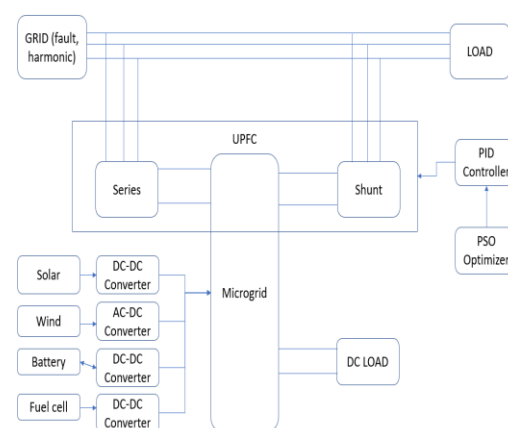 GRID (fault,
harmonic)
LOAD
UPFC
Series
Shunt
PID
Controller
PSO
Optimizer
Microgrid
Solar
DC-DC
Converter
Wind
AC-DC
Converter
Battery
DC-DC
Converter
Fuel cell
DC-DC
Converter
DC LOAD